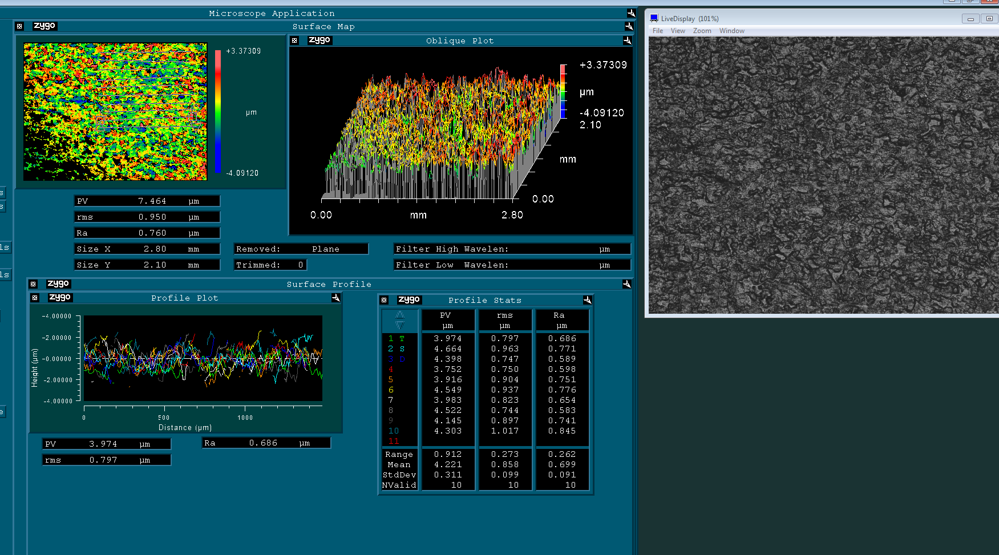 Microscope Application
zygo
Surface Map
+3.37309
µm
-4.09120
zygo
Oblique Plot
+3.37309
µm
-4.09120
2.10
mm
0.00
0.00
mm
2.80
PV 7.464 µm
rms 0.950 µm
Ra 0.760 µm
Size X 2.80 mm
Size Y 2.10 mm
Removed: Plane
Trimmed: 0
Filter High Wavelen: µm
Filter Low Wavelen: µm
s
s
ls
ls
e
zygo
Surface Profile
zygo
Profile Plot
Height (µm)
-4.00000
-2.00000
-0.00000
-2.00000
-4.00000
0
500
1000
Distance (µm)
PV 3.974 µm
rms 0.797 µm
Ra 0.686 µm
zygo
Profile Stats
PV rms Ra
µm µm µm
1 T 3.974 0.797 0.686
2 S 4.664 0.963 0.771
3 D 4.398 0.747 0.589
4 3.752 0.750 0.598
5 3.916 0.904 0.751
6 4.549 0.937 0.776
7 3.983 0.823 0.654
8 4.522 0.744 0.583
9 4.145 0.897 0.741
10 4.303 1.017 0.845
11
Range 0.912 0.273 0.262
Mean 4.221 0.858 0.699
StdDev 0.311 0.099 0.091
NValid 10 10 10
LiveDisplay (101%)
File View Zoom Window